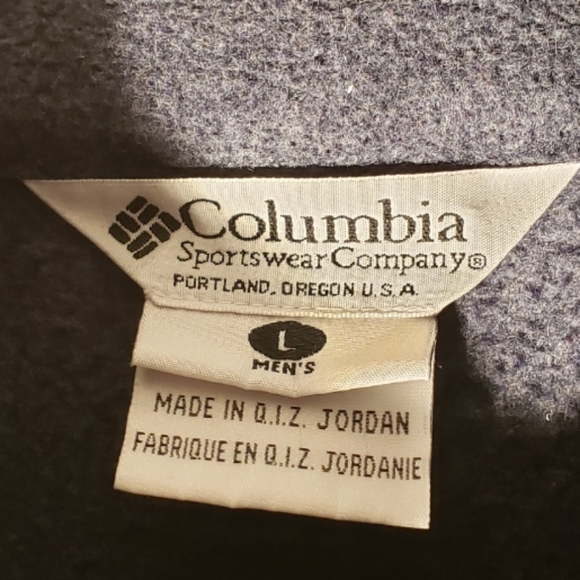 Columbia
Sportswear Company®
PORTLAND, OREGON U.S.A.
L
MEN'S
MADE IN Q.I.Z. JORDAN
FABRIQUE EN Q.I.Z. JORDANIE